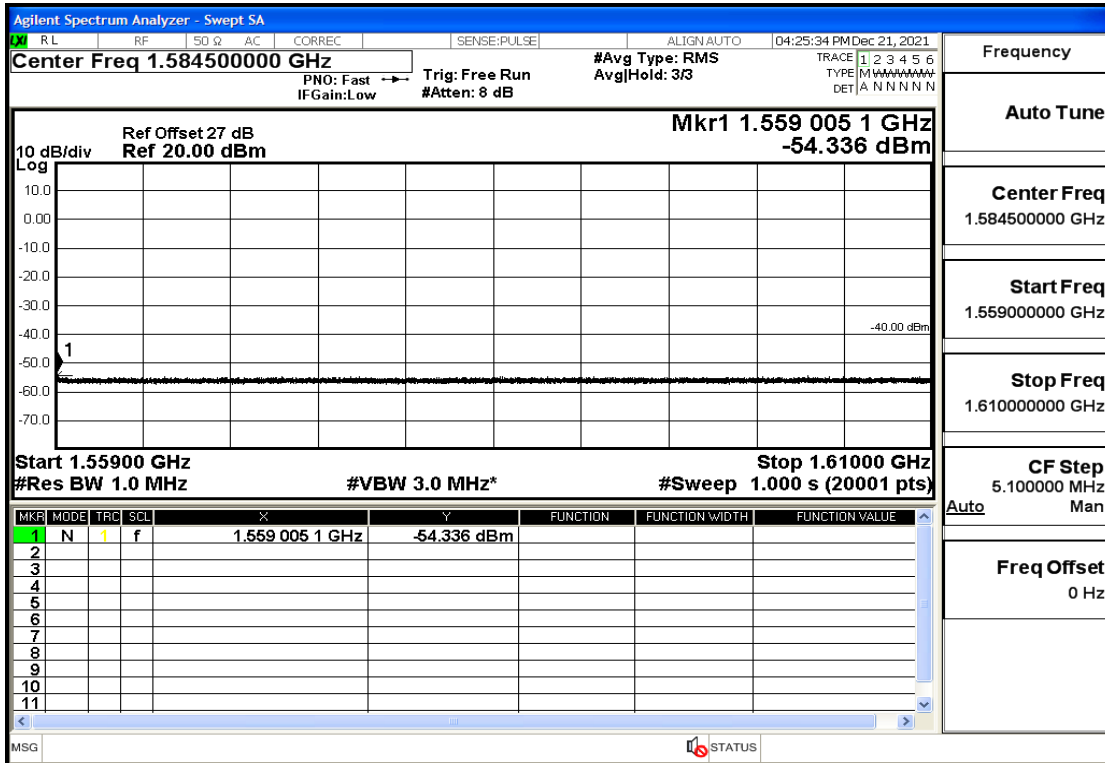 Agilent Spectrum Analyzer - Swept SA
LXI RL RF 50 Ω AC CORREC SENSE:PULSE ALIGN AUTO 04:25:34 PM Dec 21, 2021
Center Freq 1.584500000 GHz
PNO: Fast
IFGain:Low
Trig: Free Run
#Atten: 8 dB
#Avg Type: RMS
Avg|Hold: 3/3
TRACE 1 2 3 4 5 6
TYPE M WWWWW
DET A N N N N N
Ref Offset 27 dB
10 dB/div Ref 20.00 dBm
Log
Mkr1 1.559 005 1 GHz
-54.336 dBm
10.0
0.00
-10.0
-20.0
-30.0
-40.0
-50.0
-60.0
-70.0
-40.00 dBm
1
Start 1.55900 GHz Stop 1.61000 GHz
#Res BW 1.0 MHz #VBW 3.0 MHz* #Sweep 1.000 s (20001 pts)
MKR MODE TRC SCL X Y FUNCTION FUNCTION WIDTH FUNCTION VALUE
1 N 1 f 1.559 005 1 GHz -54.336 dBm
2
3
4
5
6
7
8
9
10
11
MSG STATUS
Frequency
Auto Tune
Center Freq
1.584500000 GHz
Start Freq
1.559000000 GHz
Stop Freq
1.610000000 GHz
CF Step
5.100000 MHz
Auto Man
Freq Offset
0 Hz